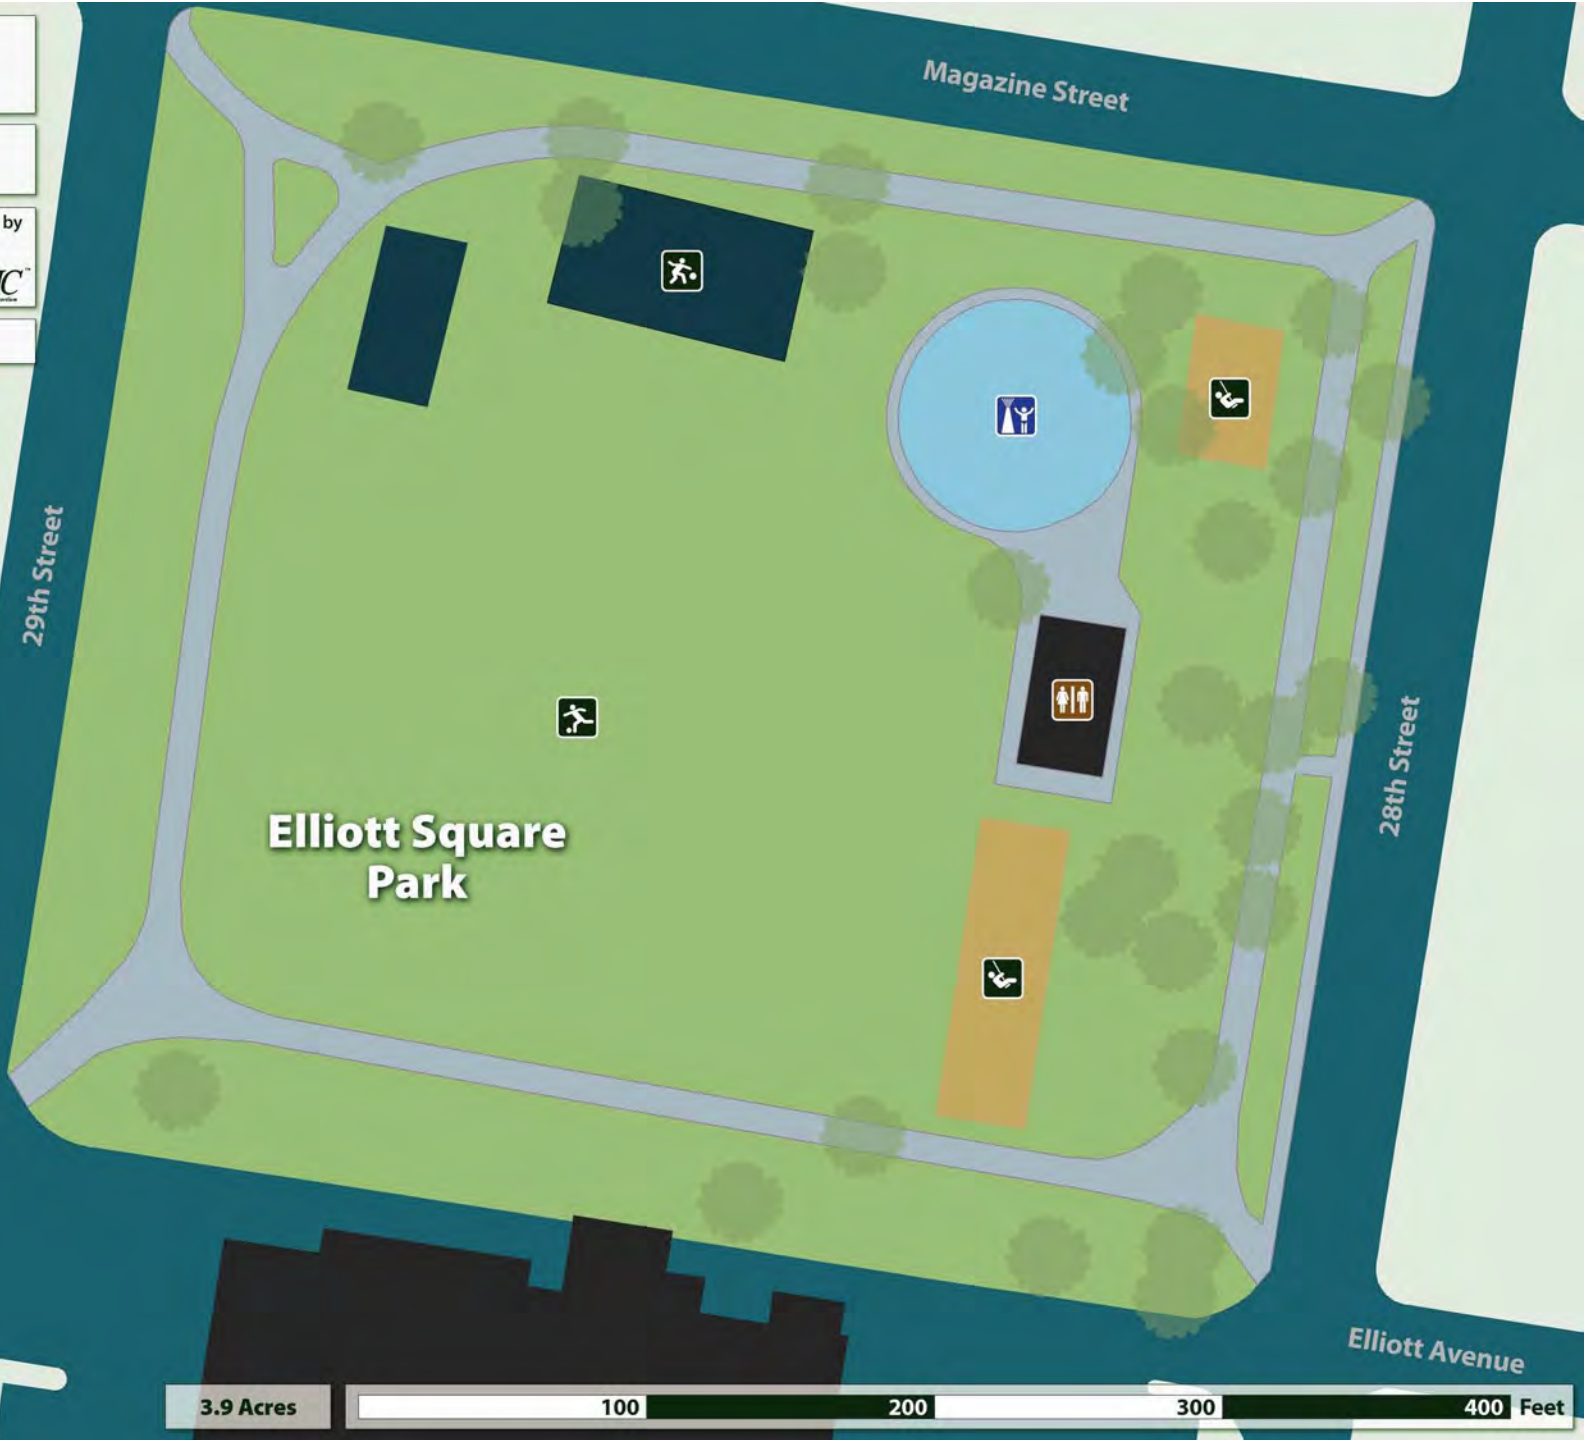 Magazine Street
by
C
29th Street
Elliott Square
Park
28th Street
Elliott Avenue
3.9 Acres
100 200 300 400 Feet